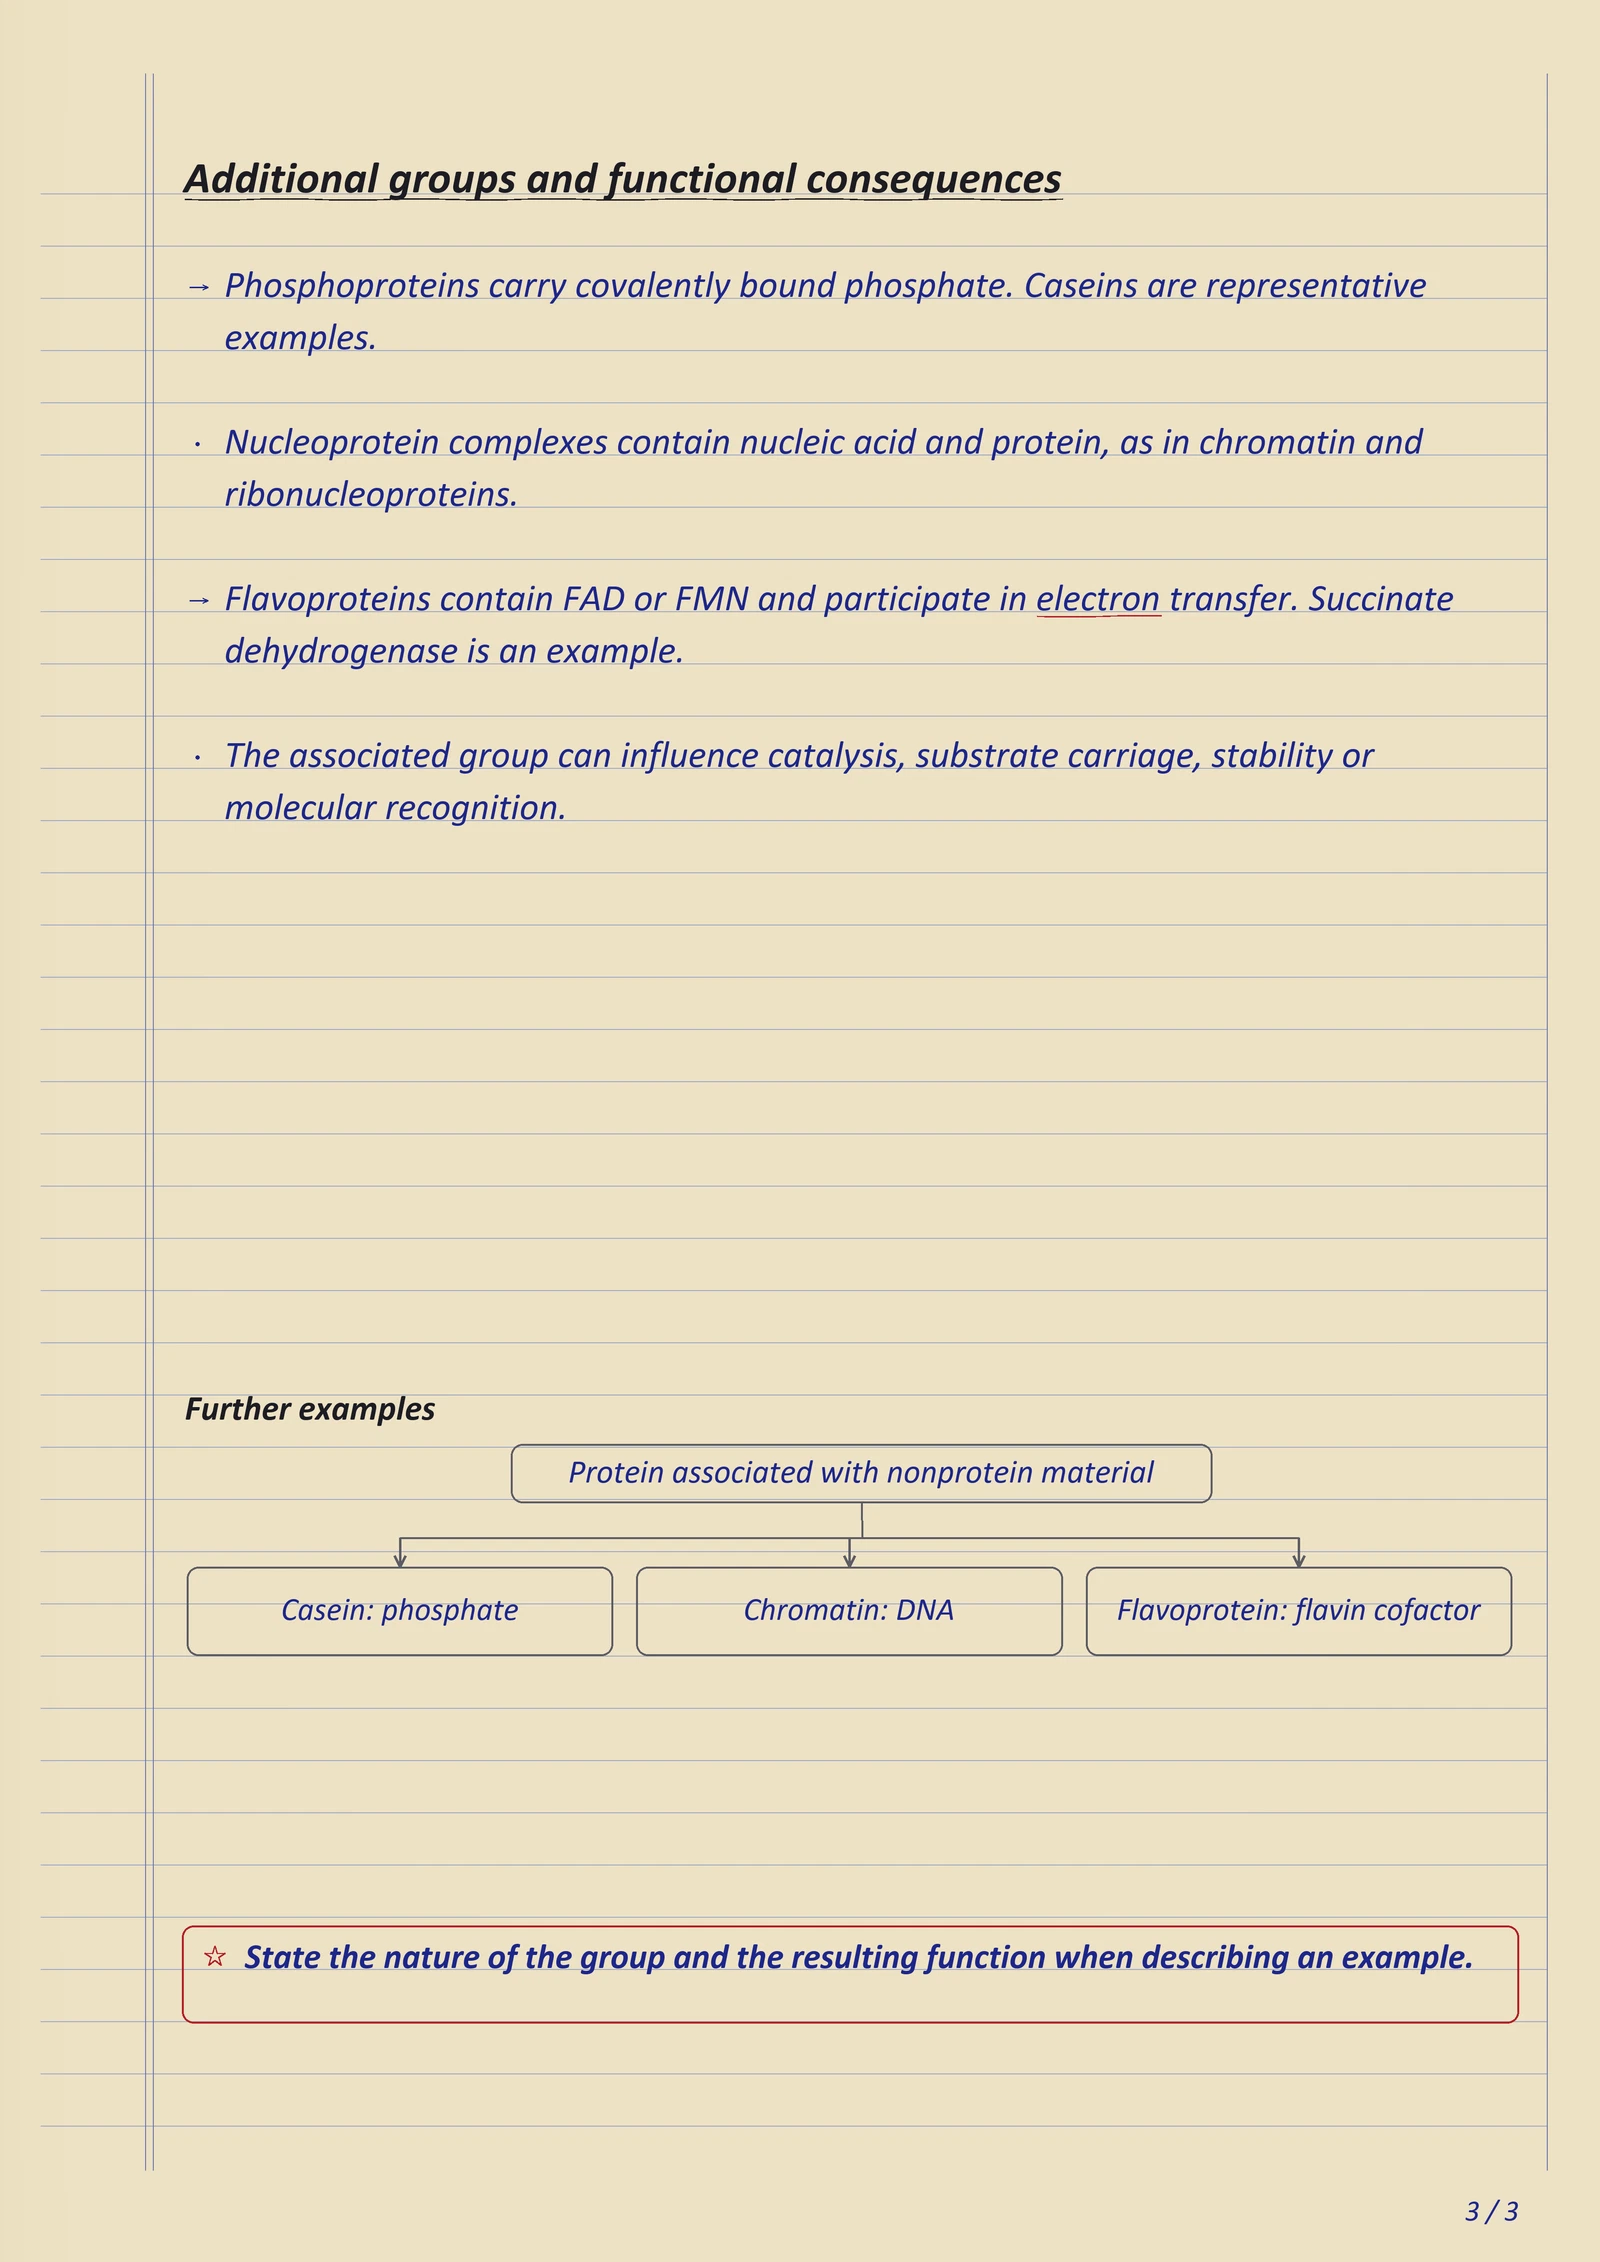 Additional groups and functional consequences
→ Phosphoproteins carry covalently bound phosphate. Caseins are representative
examples.
· Nucleoprotein complexes contain nucleic acid and protein, as in chromatin and
ribonucleoproteins.
→ Flavoproteins contain FAD or FMN and participate in electron transfer. Succinate
dehydrogenase is an example.
· The associated group can influence catalysis, substrate carriage, stability or
molecular recognition.
Further examples
Protein associated with nonprotein material
Casein: phosphate
Chromatin: DNA
Flavoprotein: flavin cofactor
☆ State the nature of the group and the resulting function when describing an example.
3 / 3